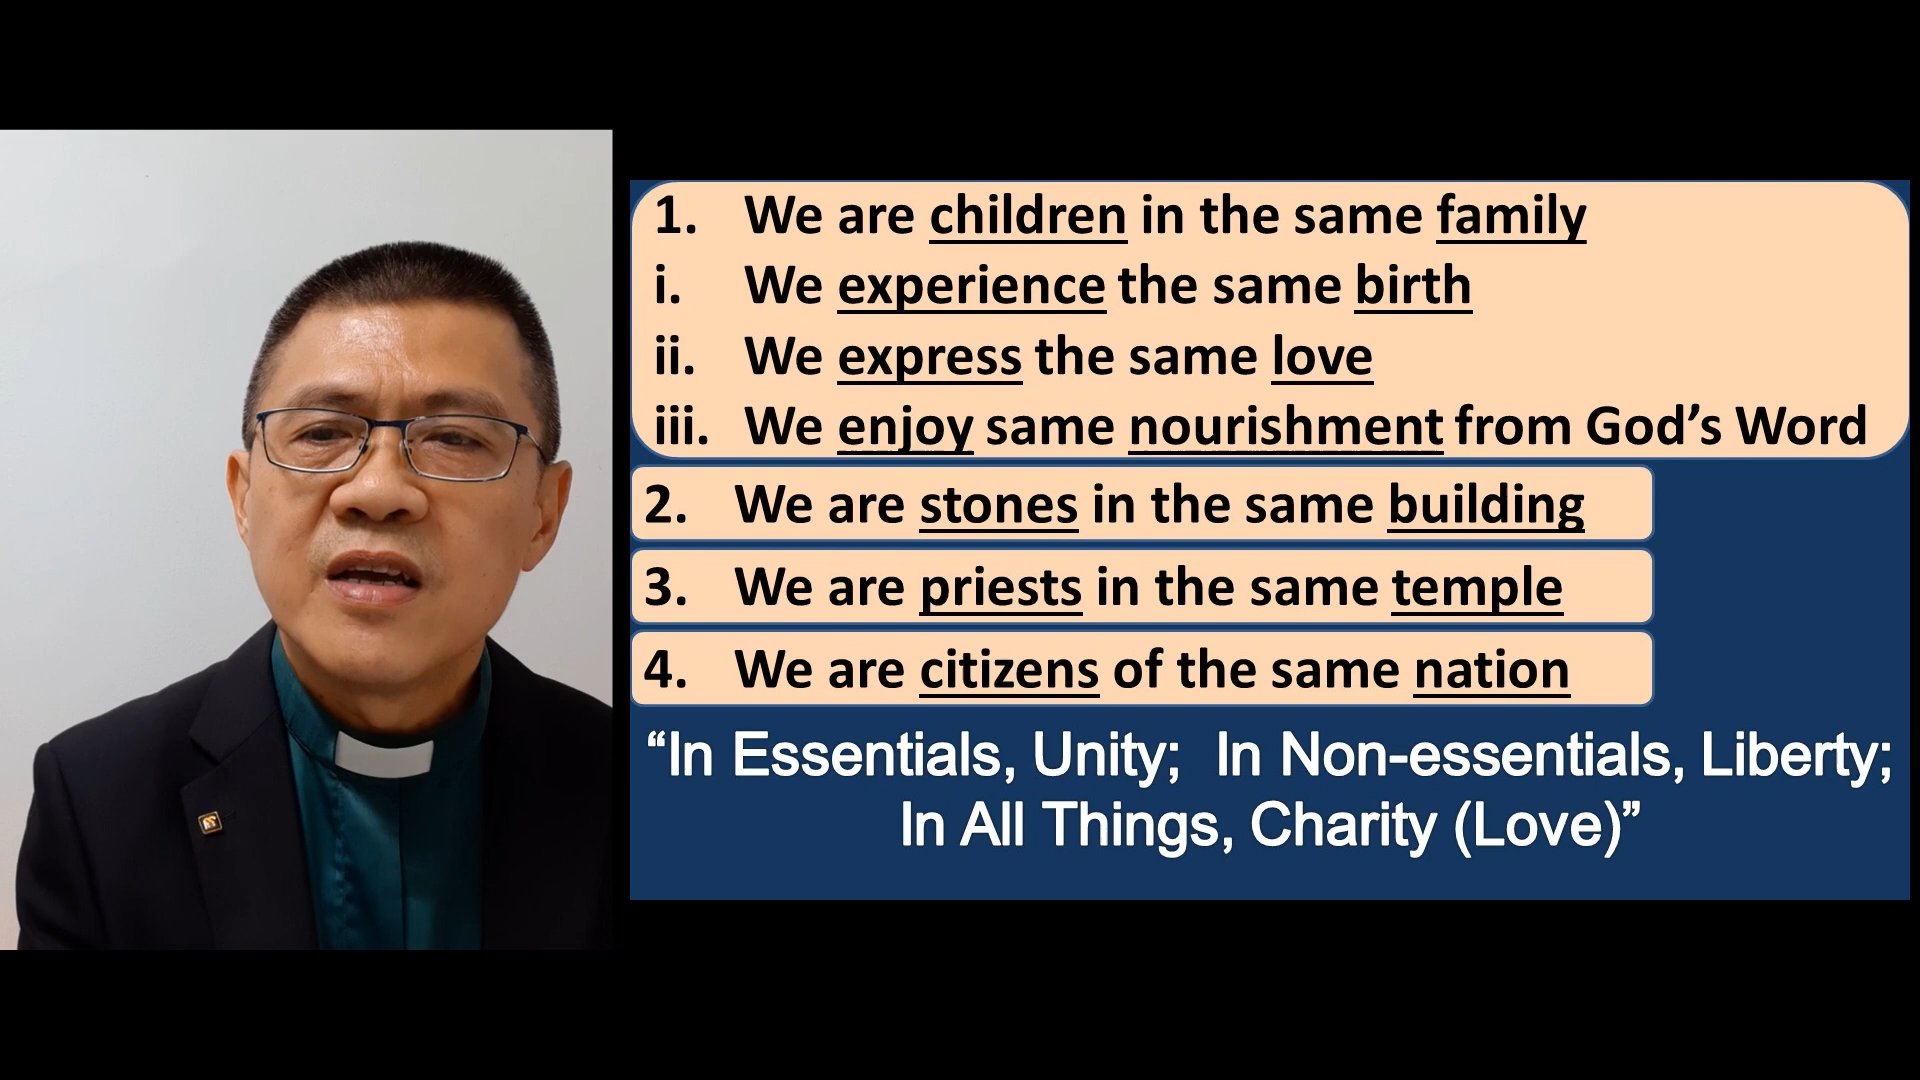 1. We are children in the same family
i. We experience the same birth
ii. We express the same love
iii. We enjoy same nourishment from God’s Word
2. We are stones in the same building
3. We are priests in the same temple
4. We are citizens of the same nation
“In Essentials, Unity;  In Non-essentials, Liberty;
In All Things, Charity (Love)”